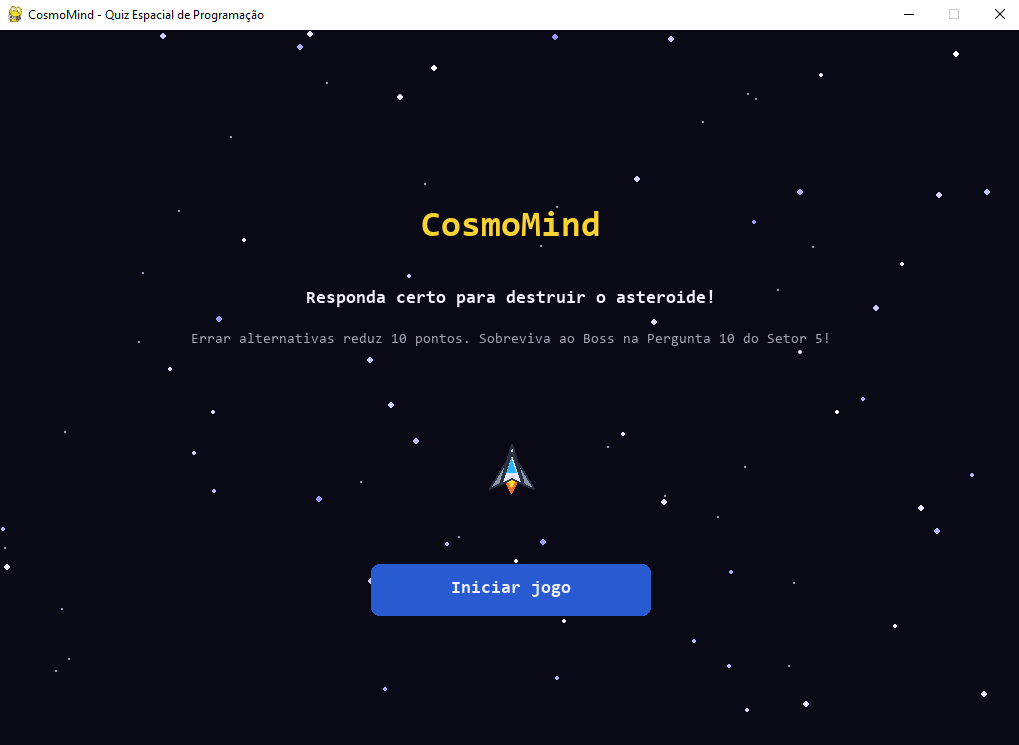 CosmoMind - Quiz Espacial de Programação
CosmoMind
Responda certo para destruir o asteroide!
Errar alternativas reduz 10 pontos. Sobreviva ao Boss na Pergunta 10 do Setor 5!
Iniciar jogo